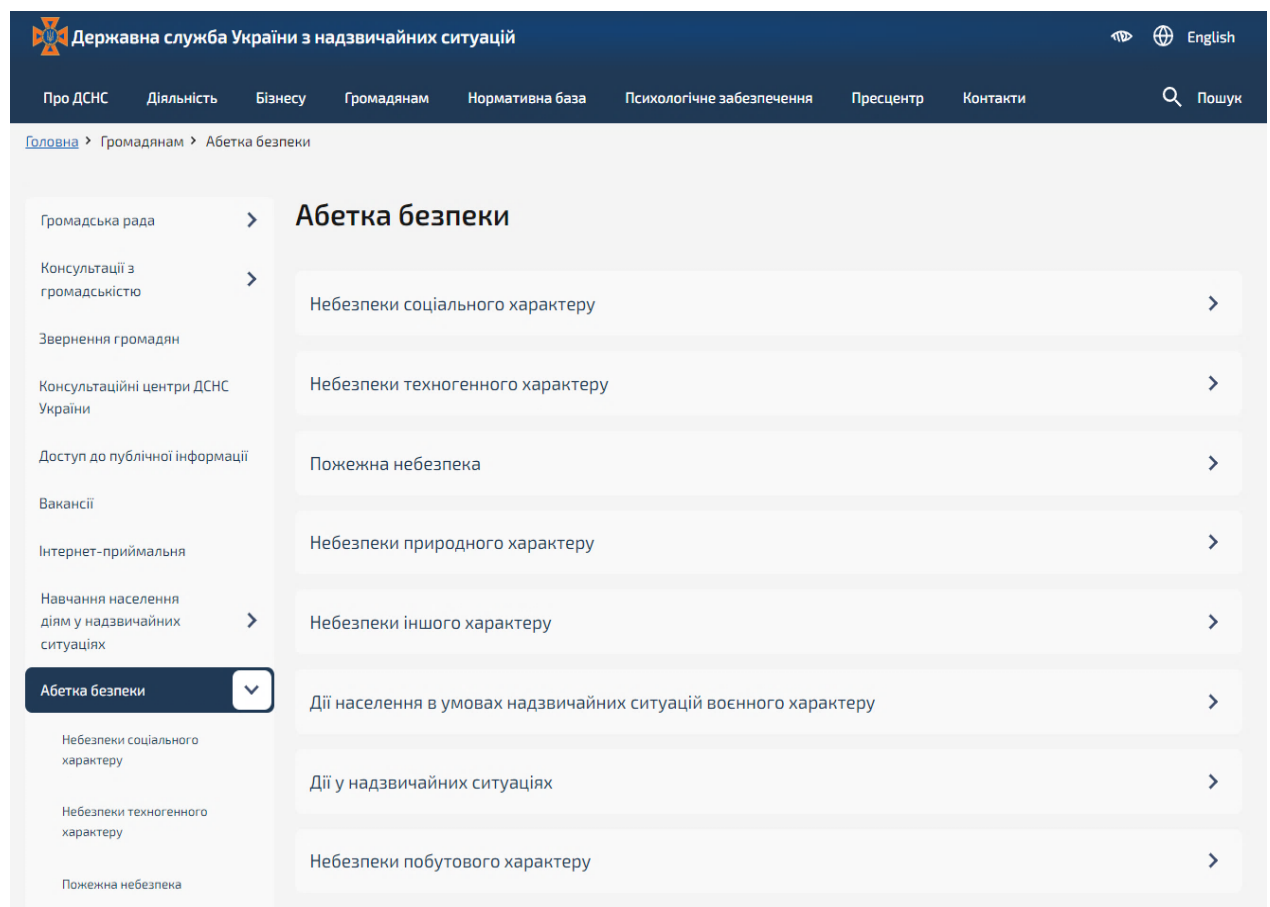 Державна служба України з надзвичайних ситуацій
English
Про ДСНС Діяльність Бізнесу Громадянам Нормативна база Психологічне забезпечення Пресцентр Контакти Пошук
Головна > Громадянам > Абетка безпеки
Громадська рада
Консультації з
громадськістю
Звернення громадян
Консультаційні центри ДСНС
України
Доступ до публічної інформації
Вакансії
Інтернет-приймальня
Навчання населення
діям у надзвичайних
ситуаціях
Абетка безпеки
Небезпеки соціального
характеру
Небезпеки техногенного
характеру
Пожежна небезпека
Абетка безпеки
Небезпеки соціального характеру
Небезпеки техногенного характеру
Пожежна небезпека
Небезпеки природного характеру
Небезпеки іншого характеру
Дії населення в умовах надзвичайних ситуацій воєнного характеру
Дії у надзвичайних ситуаціях
Небезпеки побутового характеру